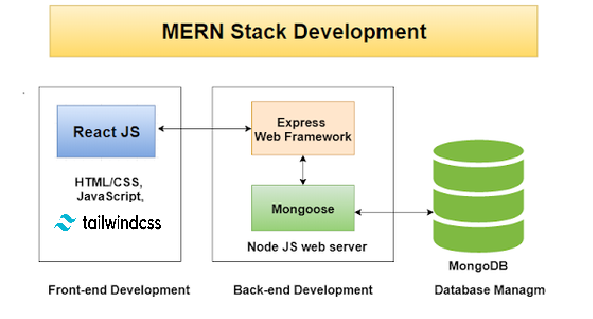 MERN Stack Development
React JS
HTML/CSS,
JavaScript,
tailwindcss
Front-end Development
Express
Web Framework
Mongoose
Node JS web server
Back-end Development
MongoDB
Database Managm